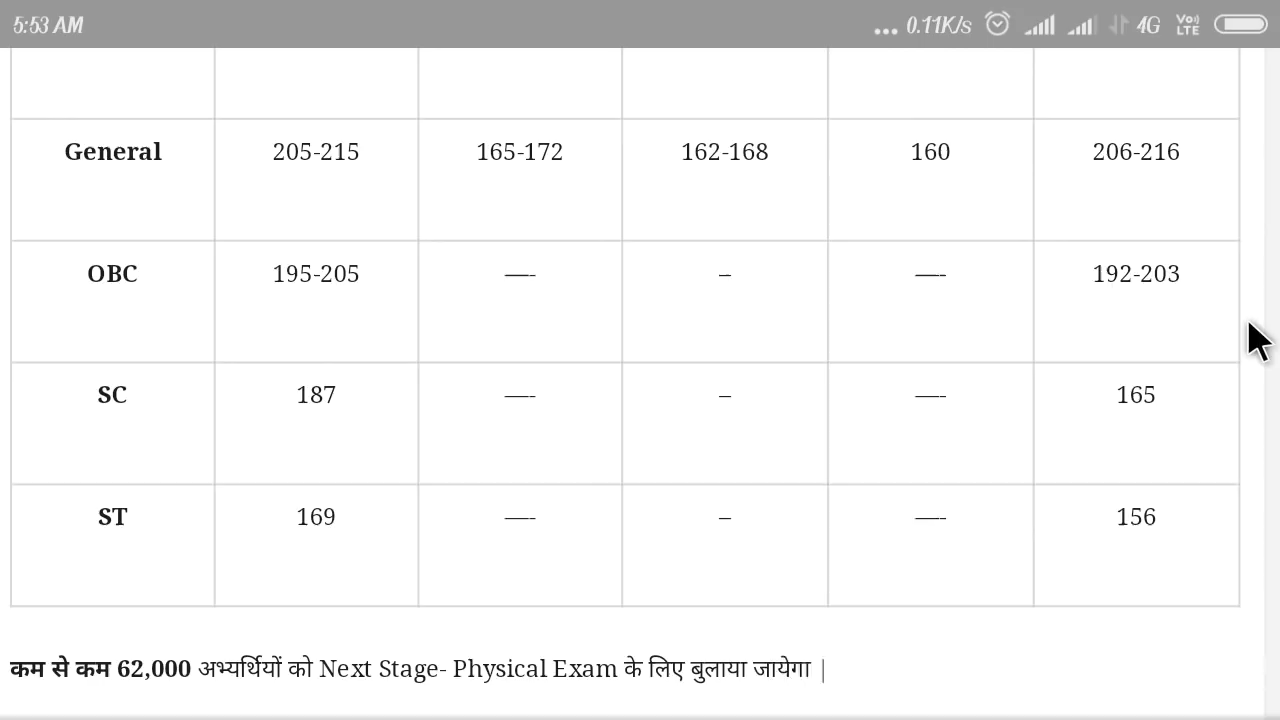 5:53 AM ... 0.11K/s 4G Vo)) LTE
General 205-215 165-172 162-168 160 206-216
OBC 195-205 —- – —- 192-203
SC 187 —- – —- 165
ST 169 —- – —- 156
कम से कम 62,000 अभ्यर्थियों को Next Stage- Physical Exam के लिए बुलाया जायेगा |